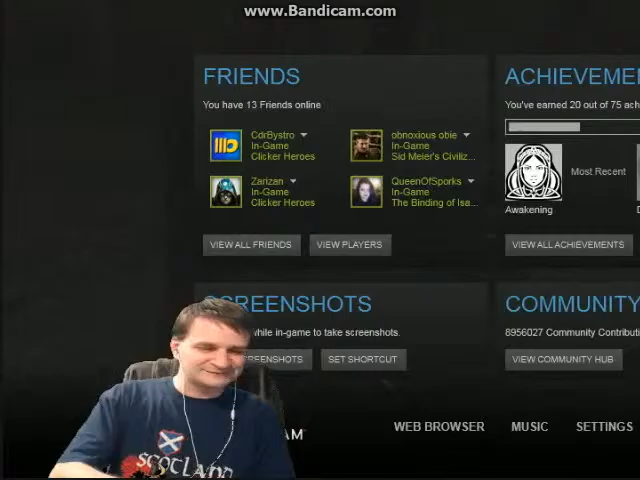 www.Bandicam.com
FRIENDS
You have 13 Friends online
CdrBystro
In-Game
Clicker Heroes
obnoxious obie
In-Game
Sid Meier's Civiliz...
Zarizan
In-Game
Clicker Heroes
QueenOfSporks
In-Game
The Binding of Isa...
VIEW ALL FRIENDS
VIEW PLAYERS
ACHIEVEME
You've earned 20 out of 75 ach
Most Recent
Awakening
VIEW ALL ACHIEVEMENTS
SCREENSHOTS
while in-game to take screenshots.
REENSHOTS
SET SHORTCUT
COMMUNITY
8956027 Community Contributi
VIEW COMMUNITY HUB
AM
WEB BROWSER
MUSIC
SETTINGS
SCOTLAND